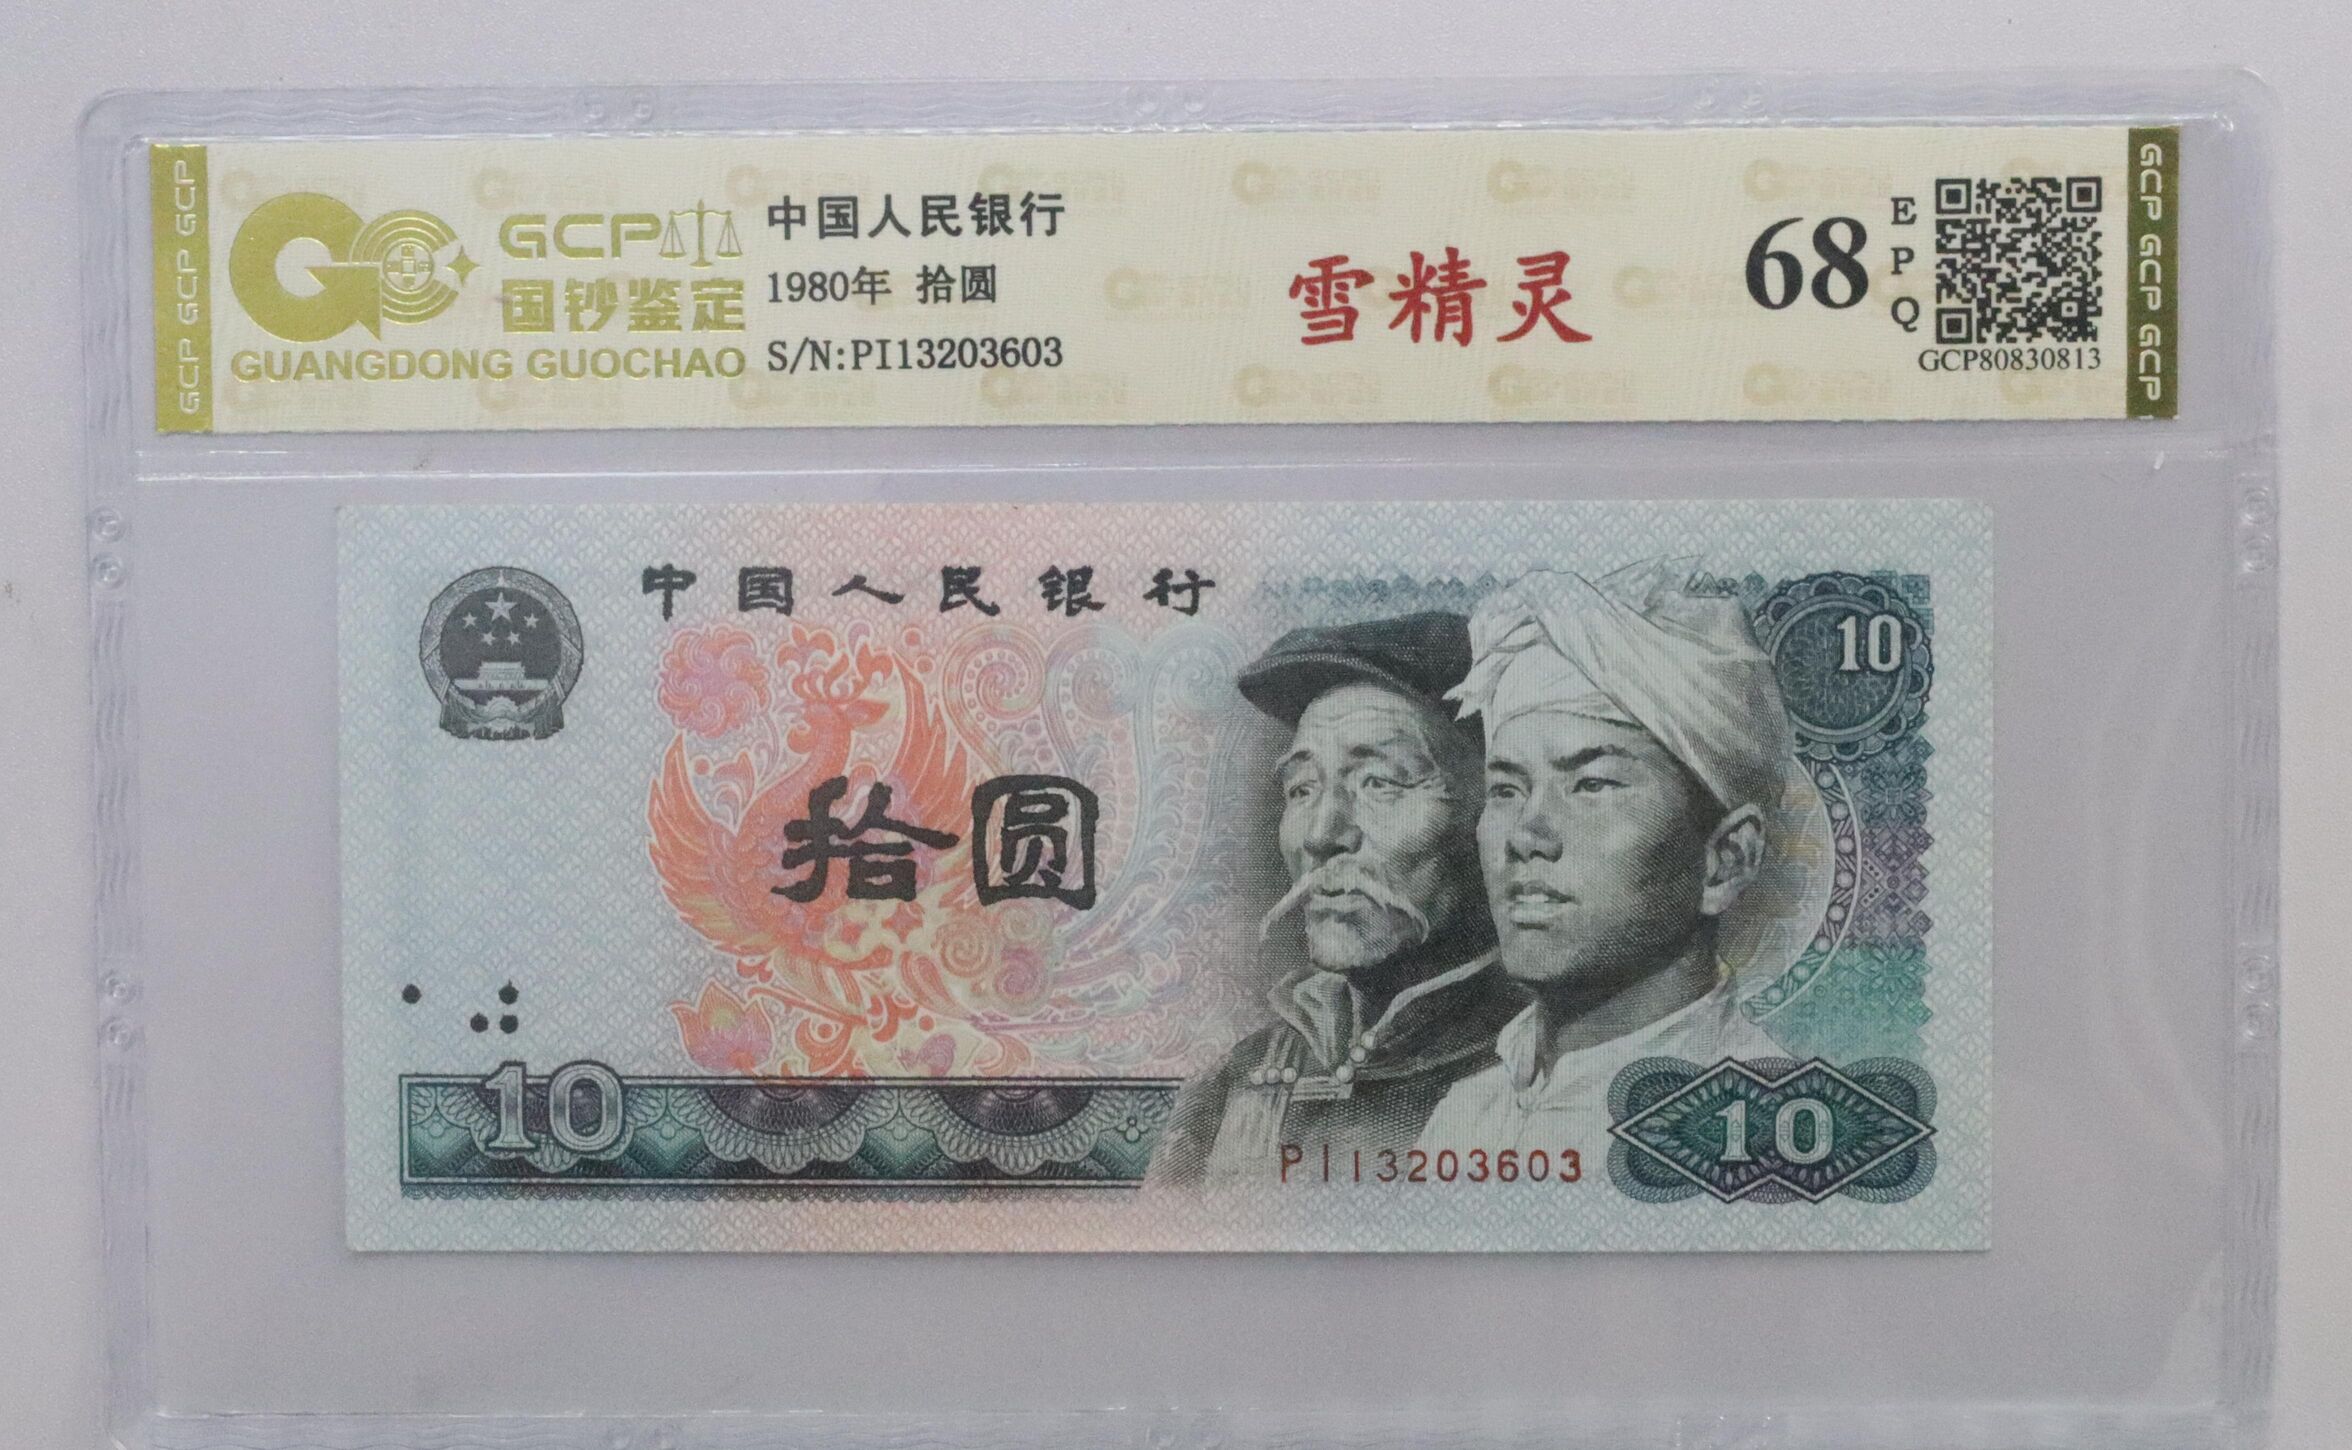 GCP GCP GCP
GCP
国钞鉴定
GUANGDONG GUOCHAO
中国人民银行
1980年 拾圆
S/N:PI13203603
雪精灵
68
EPQ
GCP80830813
GCP GCP GCP
中国人民银行
10
拾圆
10
PI13203603
10